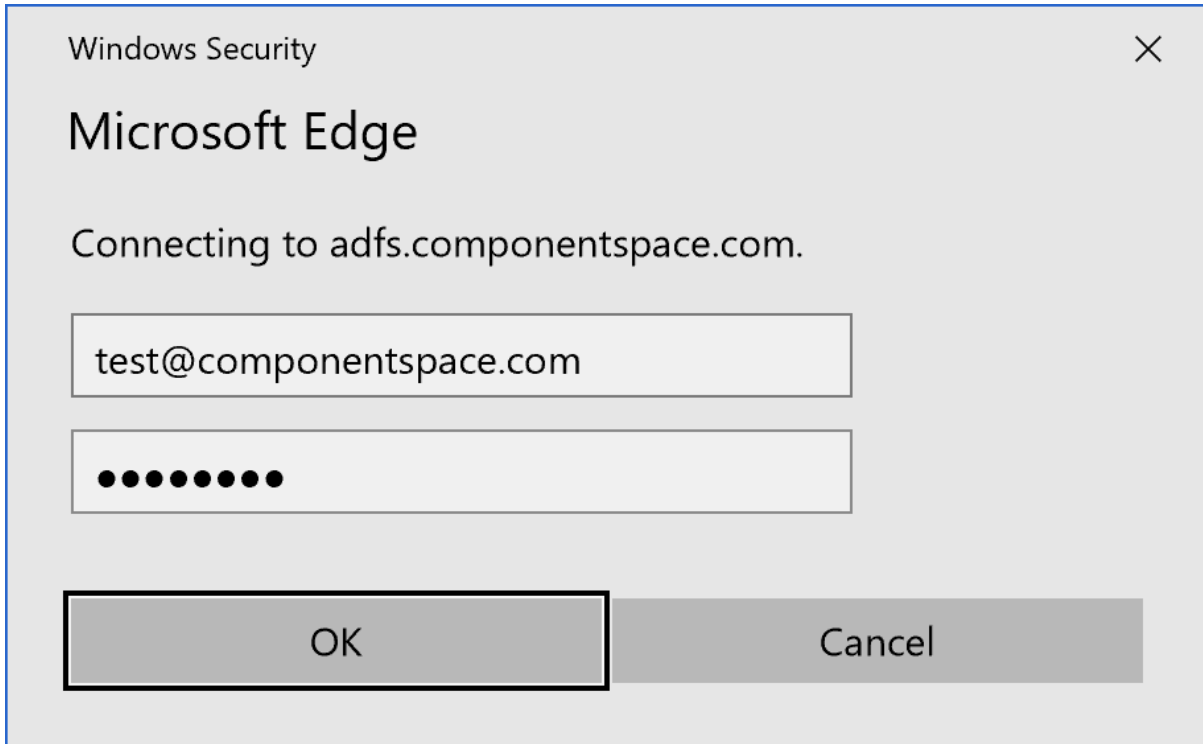 Windows Security
Microsoft Edge
Connecting to adfs.componentspace.com.
test@componentspace.com
●●●●●●●●
OK Cancel